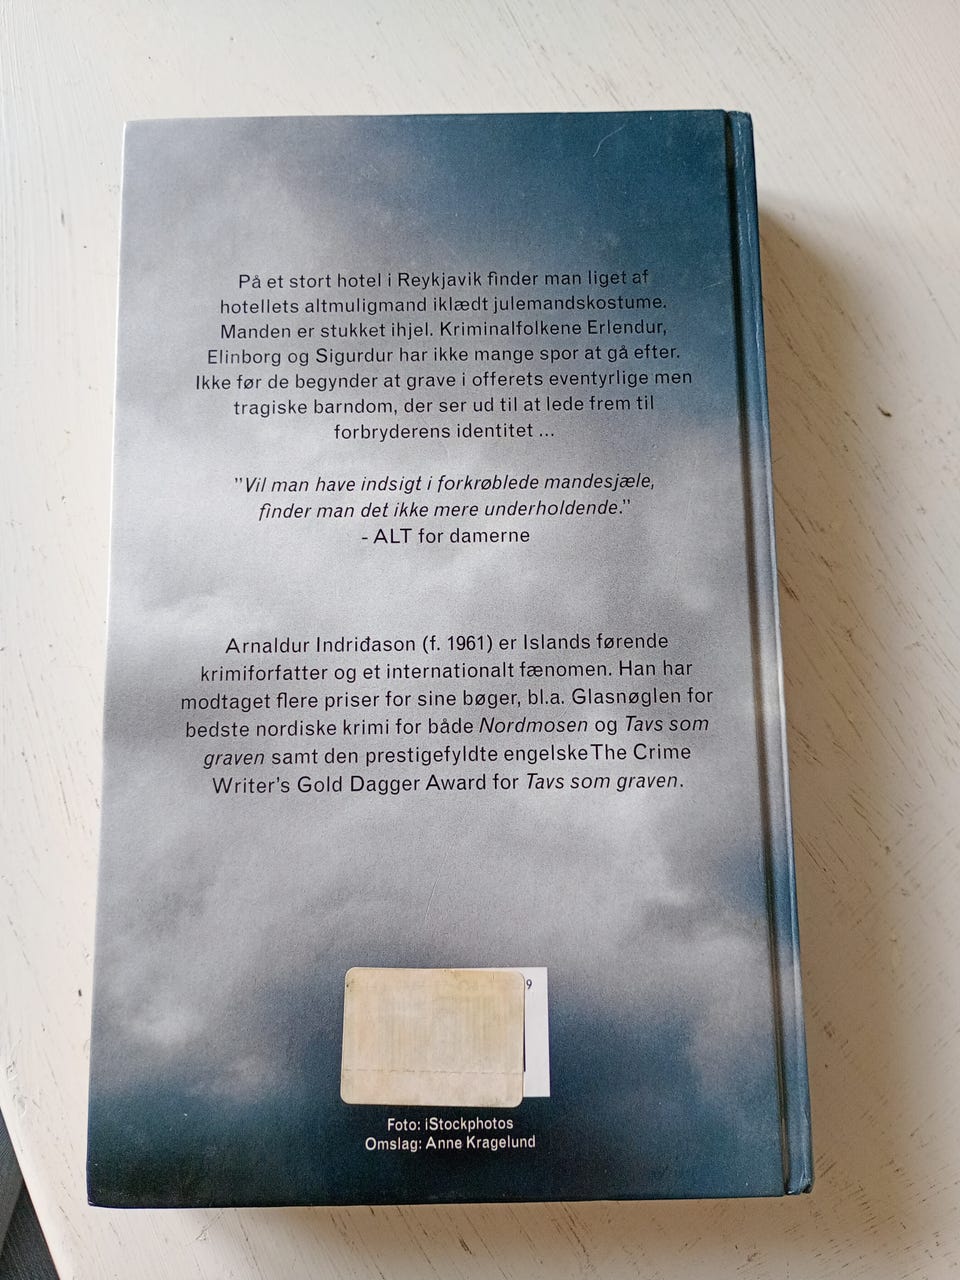 På et stort hotel i Reykjavik finder man liget af
hotellets altmuligmand iklædt julemandskostume.
Manden er stukket ihjel. Kriminalfolkene Erlendur,
Elinborg og Sigurdur har ikke mange spor at gå efter.
Ikke før de begynder at grave i offerets eventyrlige men
tragiske barndom, der ser ud til at lede frem til
forbryderens identitet ...
”Vil man have indsigt i forkrøblede mandesjæle,
finder man det ikke mere underholdende.”
- ALT for damerne
Arnaldur Indriđason (f. 1961) er Islands førende
krimiforfatter og et internationalt fænomen. Han har
modtaget flere priser for sine bøger, bl.a. Glasnøglen for
bedste nordiske krimi for både Nordmosen og Tavs som
graven samt den prestigefyldte engelske The Crime
Writer’s Gold Dagger Award for Tavs som graven.
9
Foto: iStockphotos
Omslag: Anne Kragelund